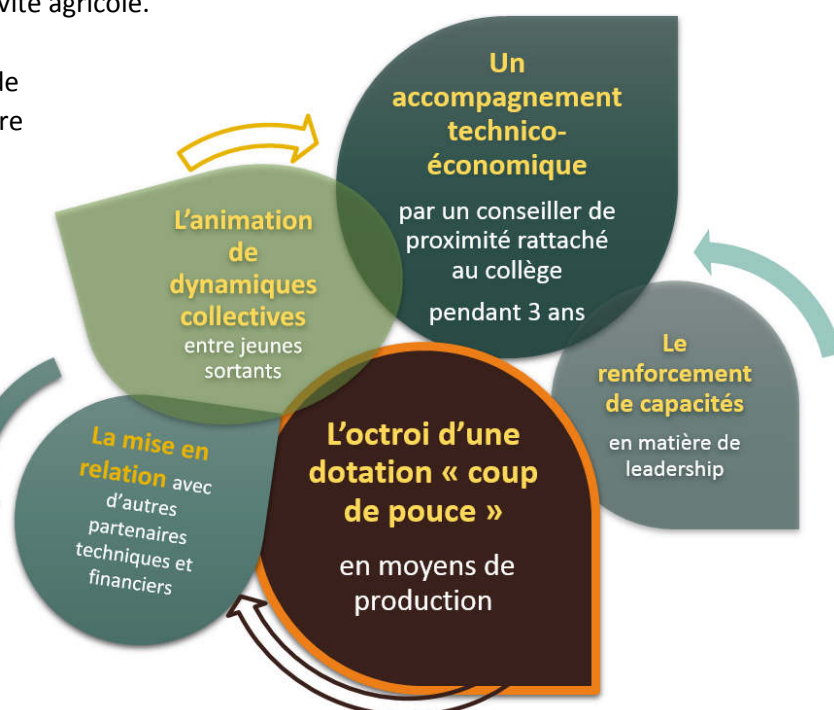 vité agricole.
de
re
Un
accompagnement
technico-
économique
par un conseiller de
proximité rattaché
au collège
pendant 3 ans
L'animation
de
dynamiques
collectives
entre jeunes
sortants
Le
renforcement
de capacités
en matière de
leadership
La mise en
relation avec
d'autres
partenaires
techniques et
financiers
L'octroi d'une
dotation « coup
de pouce »
en moyens de
production